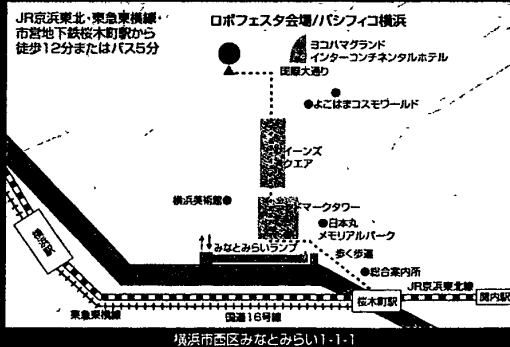 JR京浜東北・東急東横線・
市営地下鉄桜木町駅から
徒歩12分またはバス5分
ロボフェスタ会場//パシフィコ横浜
ヨコハマグランド
インターコンチネンタルホテル
国際大通り
よこはまコスモワールド
イーンズ
クエア
横浜美術館
ドマークタワー
日本丸
メモリアルパーク
みなとみらいランプ
歩く歩道
総合案内所
桜木町駅
JR京浜東北線
関内駅
東急東横線
国道16号線
横浜市西区みなとみらい1-1-1